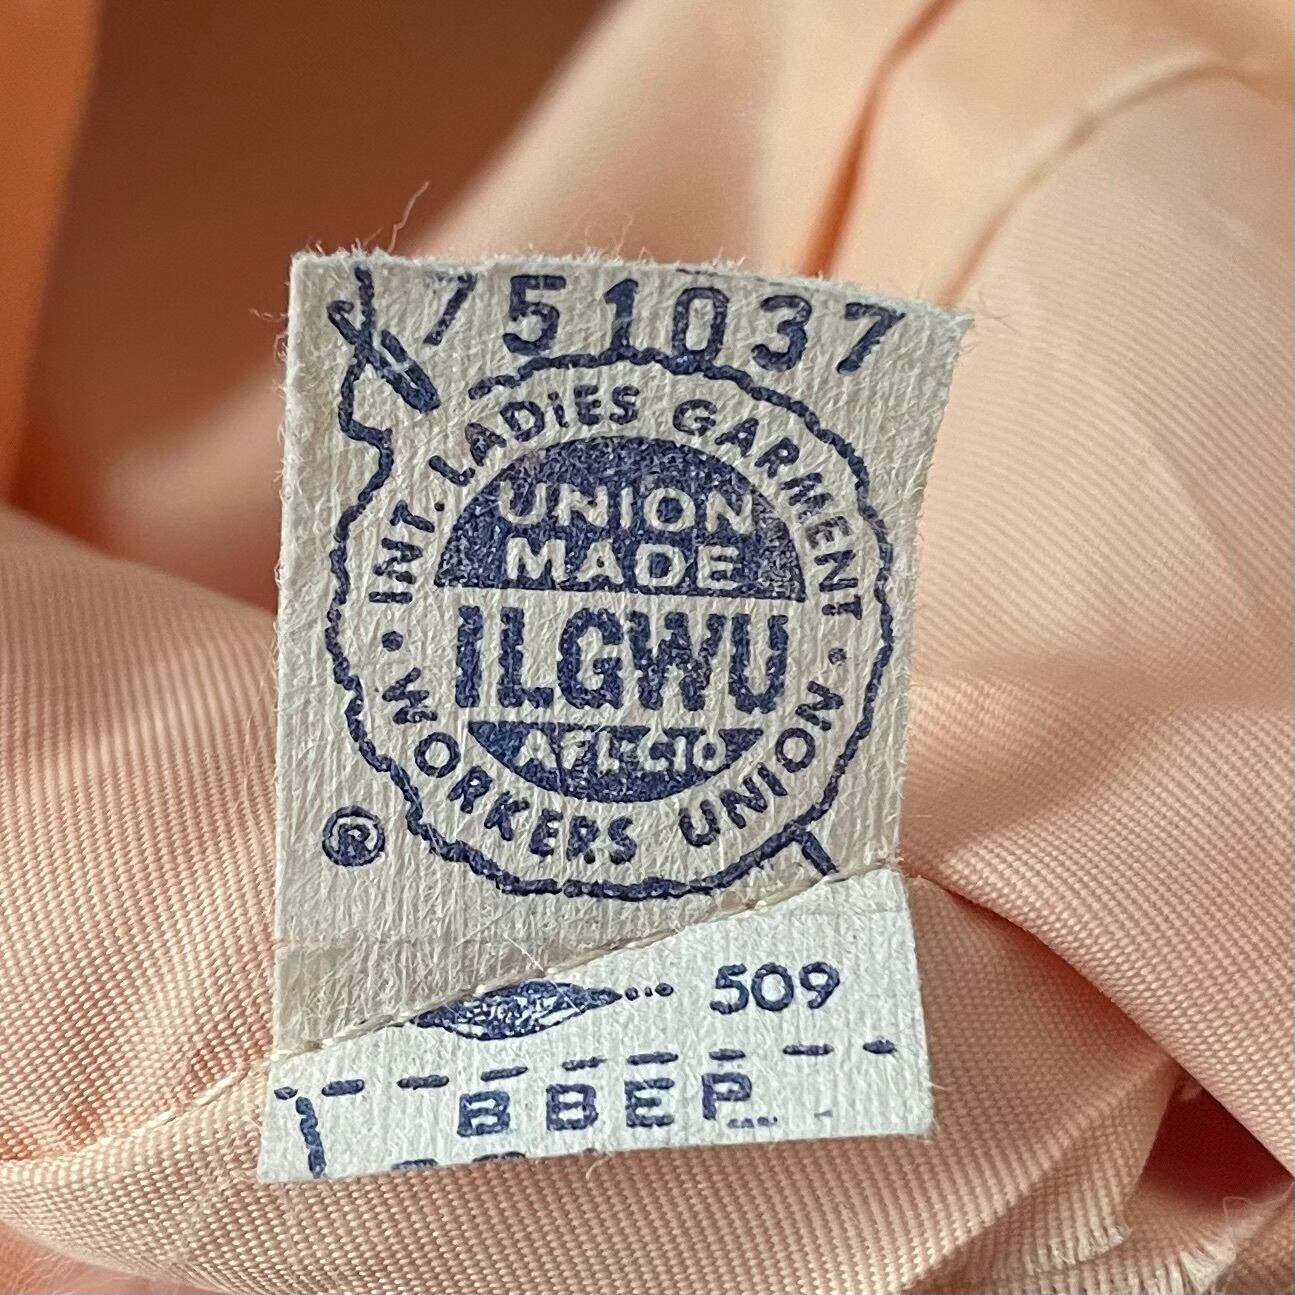 751037
INT. LADIES GARMENT
UNION
MADE
ILGWU
AFL-CIO
WORKERS UNION
®
509
BBEP